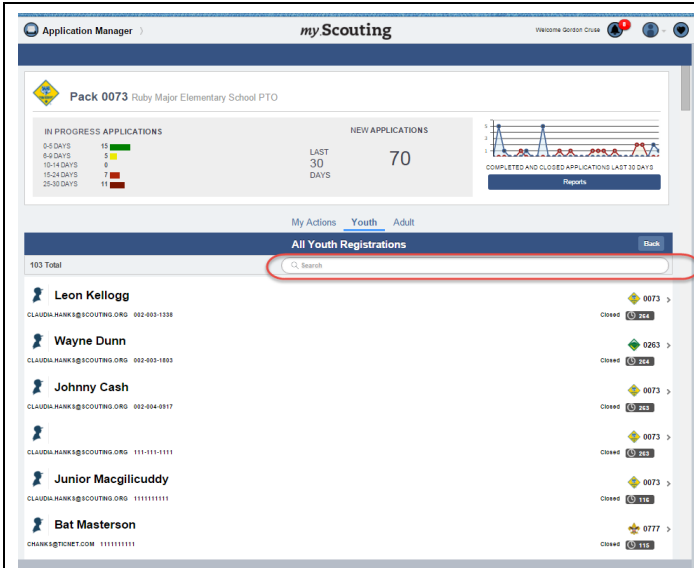 Application Manager
my.Scouting
Welcome Gordon Cruse
Pack 0073 Ruby Major Elementary School PTO
IN PROGRESS APPLICATIONS
0-5 DAYS 15
6-9 DAYS 5
10-14 DAYS 0
15-24 DAYS 7
25-30 DAYS 11
LAST
30
DAYS
NEW APPLICATIONS
70
5
3
1
COMPLETED AND CLOSED APPLICATIONS LAST 30 DAYS
Reports
My Actions Youth Adult
All Youth Registrations
Back
103 Total
Search
Leon Kellogg
0073
CLAUDIA.HANKS@SCOUTING.ORG 002-003-1338
Closed 264
Wayne Dunn
0263
CLAUDIA.HANKS@SCOUTING.ORG 002-003-1803
Closed 264
Johnny Cash
0073
CLAUDIA.HANKS@SCOUTING.ORG 002-004-0917
Closed 263
0073
CLAUDIA.HANKS@SCOUTING.ORG 111-111-1111
Closed 263
Junior Macgilicuddy
0073
CLAUDIA.HANKS@SCOUTING.ORG 1111111111
Closed 116
Bat Masterson
0777
CHANKS@TICNET.COM 1111111111
Closed 115